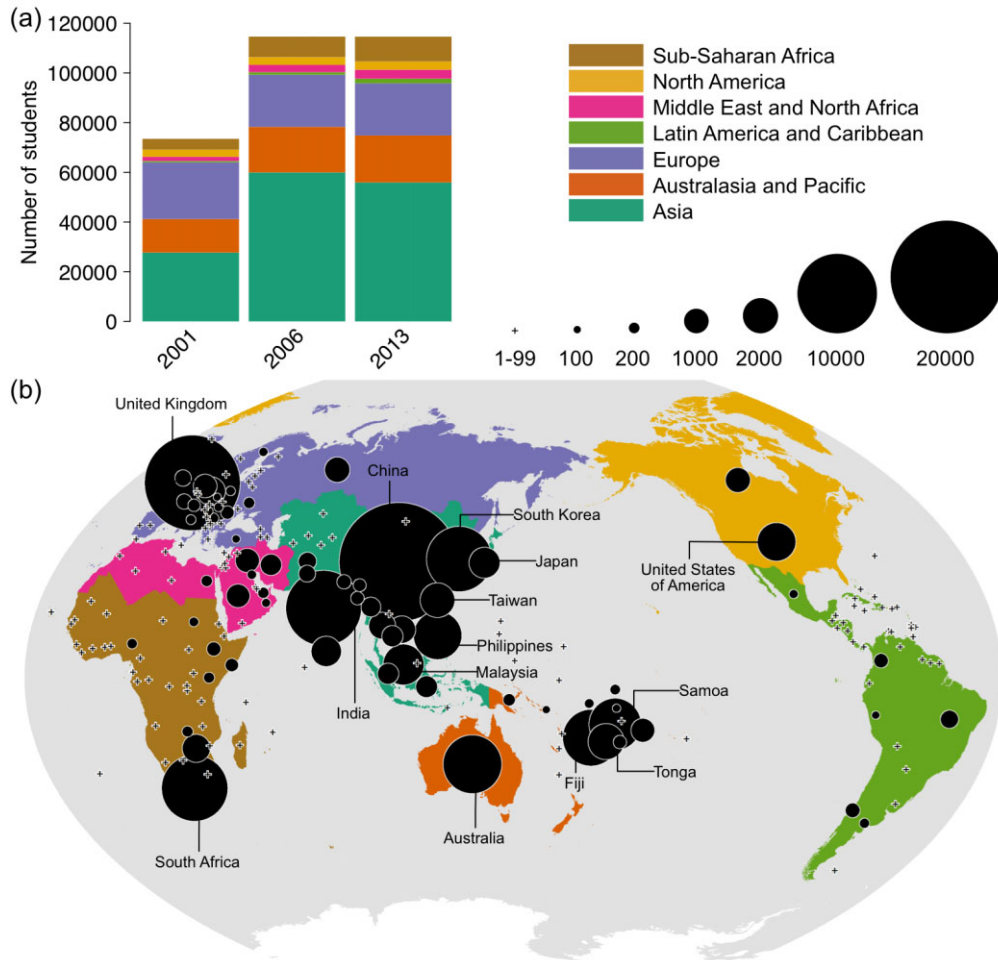 (a)
120000
100000
80000
60000
40000
20000
0
Number of students
2001
2006
2013
Sub-Saharan Africa
North America
Middle East and North Africa
Latin America and Caribbean
Europe
Australasia and Pacific
Asia
1-99
100
200
1000
2000
10000
20000
(b)
United Kingdom
China
South Korea
Japan
United States
of America
Taiwan
Philippines
Malaysia
India
Samoa
Tonga
Fiji
Australia
South Africa